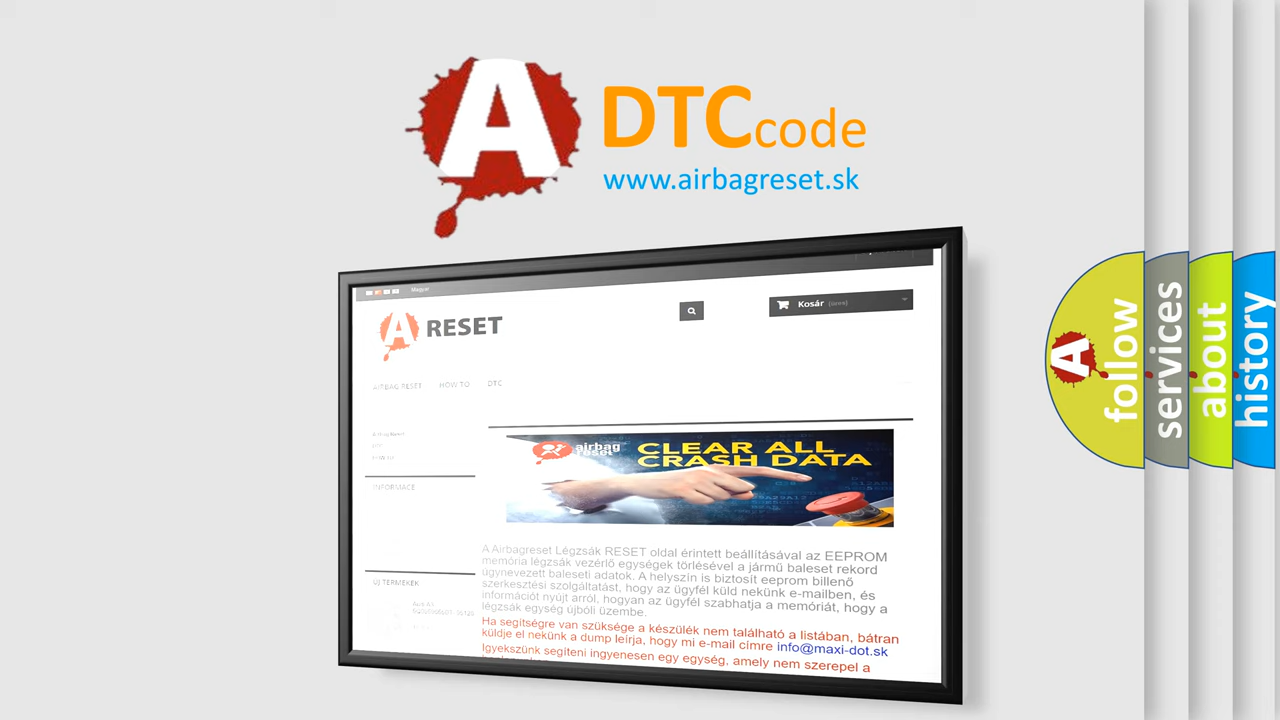 A
DTCcode
www.airbagreset.sk
Magyar
A RESET
Kosár (üres)
AIRBAG RESET HOW TO DTC
INFORMACE
ÚJ TERMÉKEK
airbag
reset
CLEAR ALL
CRASH DATA
A Airbagreset Légzsák RESET oldal érintett beállításával az EEPROM
memória légzsák vezérlő egységek törlésével a jármű baleset rekord
úgynevezett baleseti adatok. A helyszín is biztosít eeprom billenő
szerkesztési szolgáltatást, hogy az ügyfél küld nekünk e-mailben, és
információt nyújt arról, hogyan az ügyfél szabhatja a memóriát, hogy a
légzsák egység újbóli üzembe.
Ha segítségre van szüksége a készülék nem található a listában, bátran
küldje el nekünk a dump leírja, hogy mi e-mail címre info@maxi-dot.sk
Igyekszünk segíteni ingyenesen egy egység, amely nem szerepel a
A
follow
services
about
history